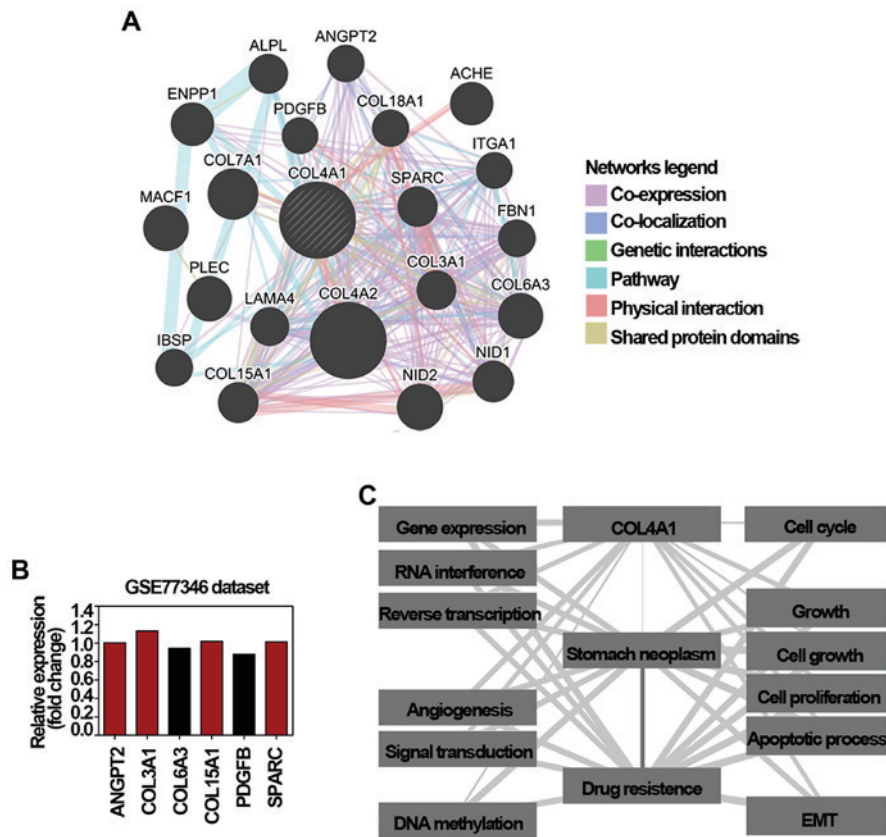 A
ALPL
ANGPT2
ACHE
ENPP1
PDGFB
COL18A1
ITGA1
COL7A1
COL4A1
SPARC
MACF1
FBN1
PLEC
COL3A1
COL6A3
LAMA4
COL4A2
IBSP
NID1
COL15A1
NID2
Networks legend
Co-expression
Co-localization
Genetic interactions
Pathway
Physical interaction
Shared protein domains
B
GSE77346 dataset
Relative expression
(fold change)
1.4
1.2
1.0
0.8
0.6
0.4
0.2
0.0
ANGPT2
COL3A1
COL6A3
COL15A1
PDGFB
SPARC
C
Gene expression
COL4A1
Cell cycle
RNA interference
Reverse transcription
Growth
Stomach neoplasm
Cell growth
Cell proliferation
Angiogenesis
Apoptotic process
Signal transduction
Drug resistence
DNA methylation
EMT